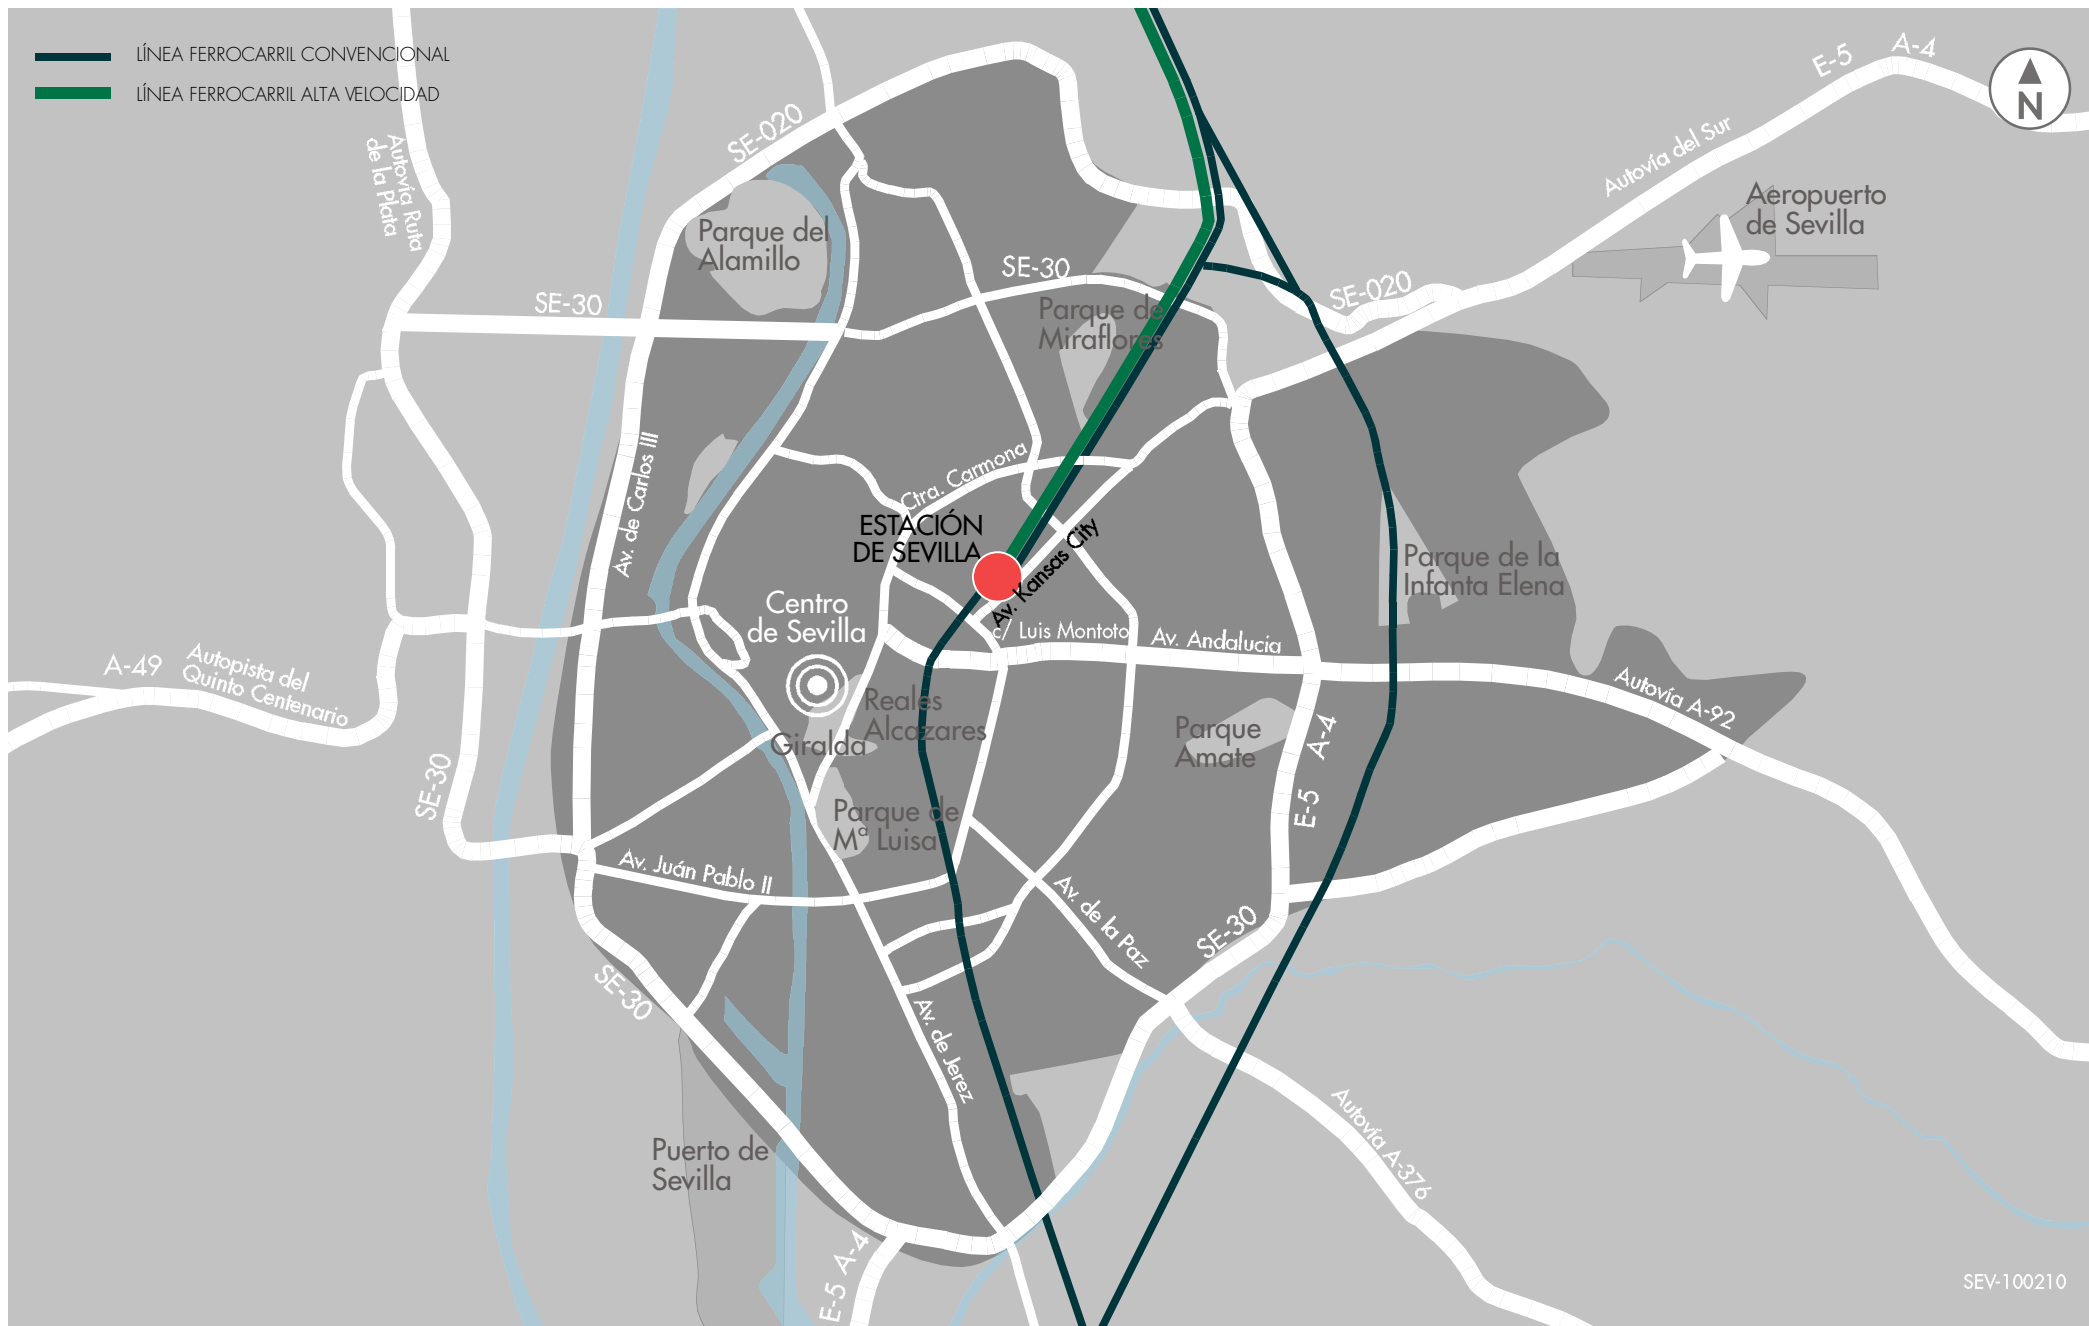 LÍNEA FERROCARRIL CONVENCIONAL
LÍNEA FERROCARRIL ALTA VELOCIDAD
E-5
A-4
N
SE-020
Autovía Ruta
de la Plata
Autovía del Sur
Aeropuerto
de Sevilla
Parque del
Alamillo
SE-30
SE-30
SE-020
Parque de
Miraflores
Av. de Carlos III
Ctra. Carmona
ESTACIÓN
DE SEVILLA
Av. Kansas City
Parque de la
Infanta Elena
Centro
de Sevilla
c/ Luis Montoto
Av. Andalucía
A-49
Autopista del
Quinto Centenario
Reales
Alcazares
Giralda
Parque
Amate
A-4
E-5
Autovía A-92
SE-30
Parque de
Mª Luisa
Av. Juán Pablo II
Av. de la Paz
SE-30
SE-30
Av. de Jerez
Puerto de
Sevilla
Autovía A-376
A-4
E-5
SEV-100210